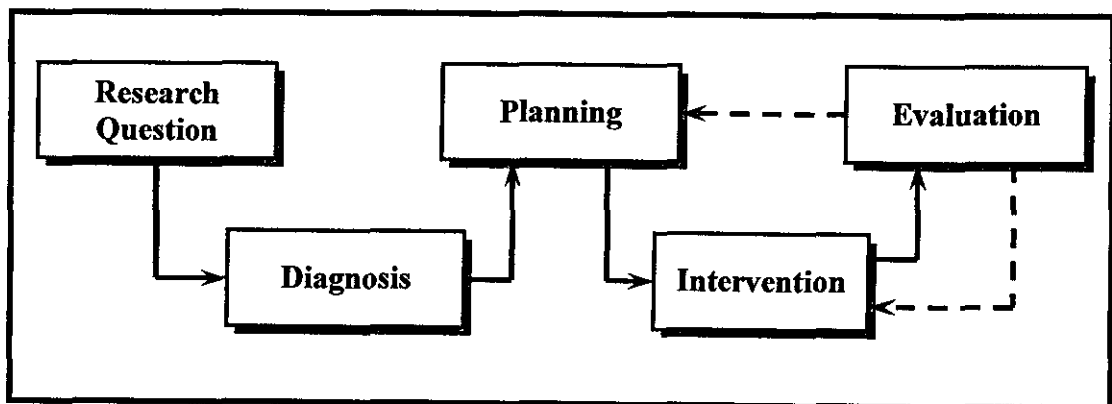 Research
Question
Planning
Evaluation
Diagnosis
Intervention